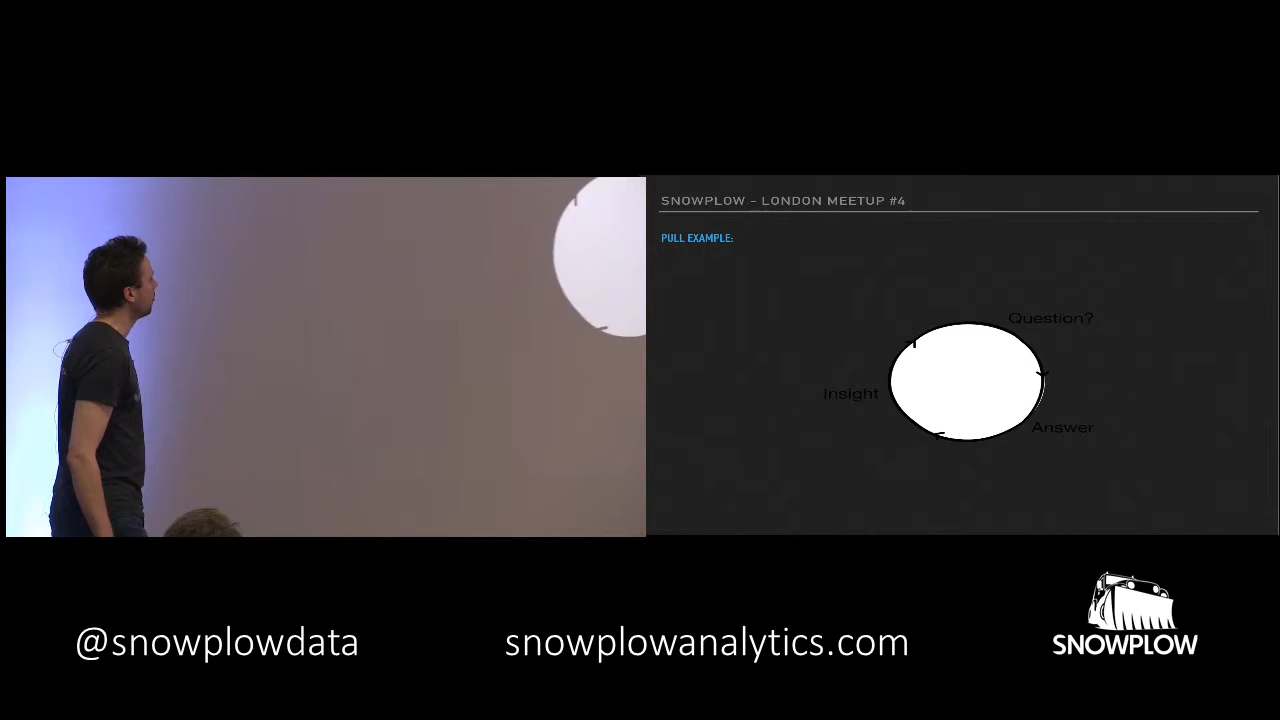 SNOWPLOW – LONDON MEETUP #4
PULL EXAMPLE:
Question?
Insight
Answer
@snowplowdata
snowplowanalytics.com
SNOWPLOW